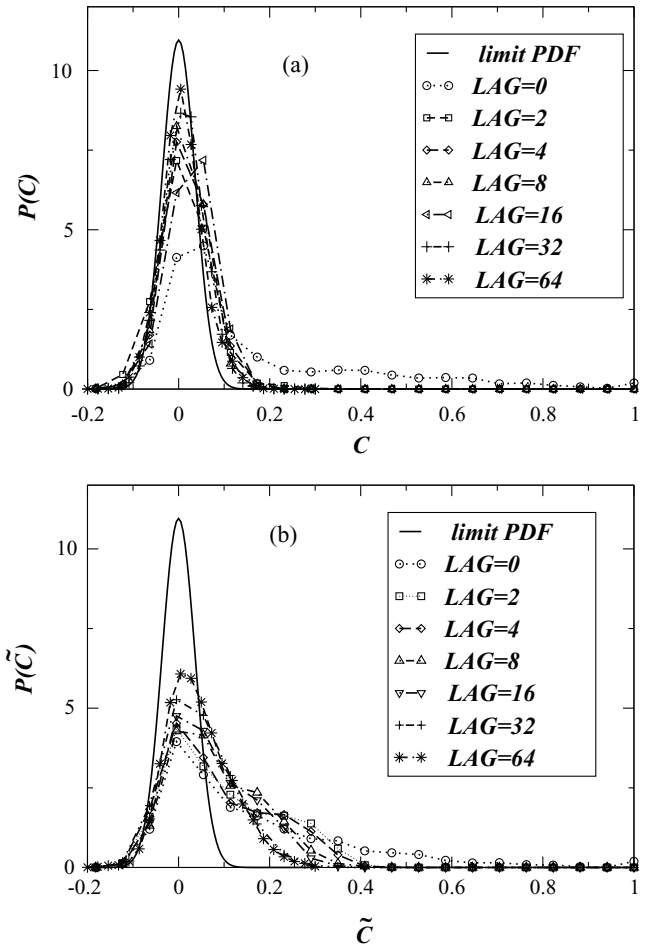 (a)
limit PDF
LAG=0
LAG=2
LAG=4
LAG=8
LAG=16
LAG=32
LAG=64
P(C)
10
5
0
-0.2 0 0.2 0.4 0.6 0.8 1
C
(b)
limit PDF
LAG=0
LAG=2
LAG=4
LAG=8
LAG=16
LAG=32
LAG=64
P(C̃)
10
5
0
-0.2 0 0.2 0.4 0.6 0.8 1
C̃